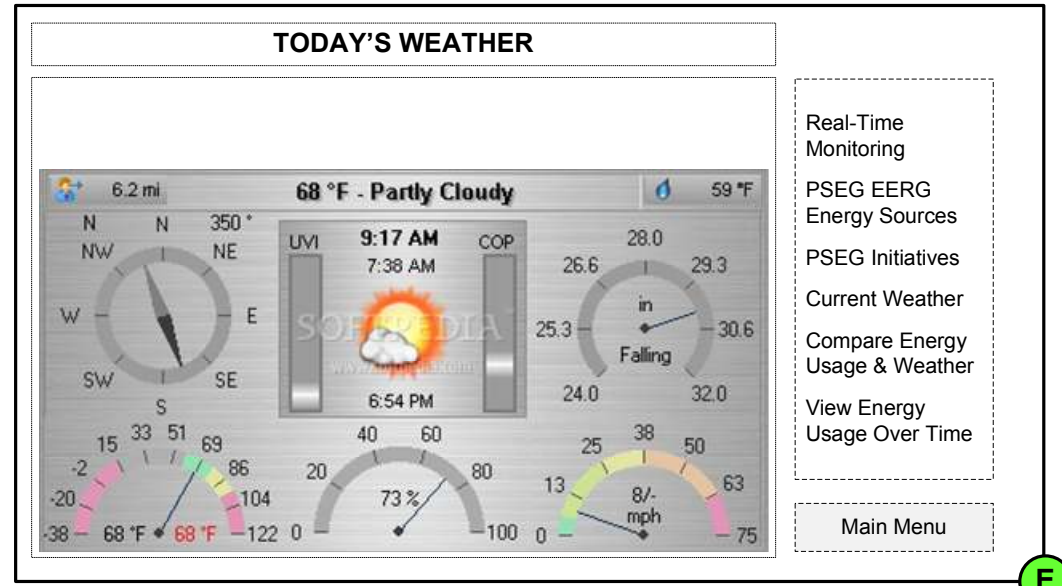 TODAY'S WEATHER
6.2 mi
68 °F - Partly Cloudy
59 °F
N
N
350 °
NW
NE
W
E
SW
SE
S
UVI
9:17 AM
COP
7:38 AM
SOFTPEDIA
www.softpedia.com
6:54 PM
28.0
26.6
29.3
in
25.3
30.6
Falling
24.0
32.0
33
51
15
69
-2
86
-20
104
-38
68 °F
68 °F
122
40
60
20
80
73 %
0
100
38
25
50
13
63
8/-
mph
0
75
Real-Time
Monitoring
PSEG EERG
Energy Sources
PSEG Initiatives
Current Weather
Compare Energy
Usage & Weather
View Energy
Usage Over Time
Main Menu